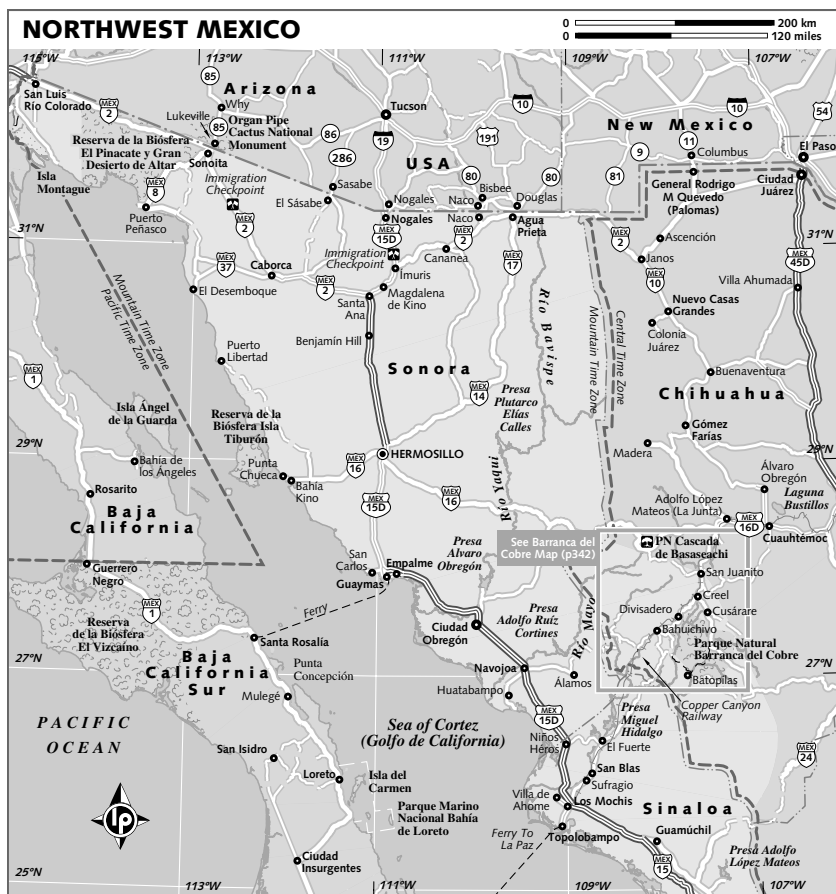 NORTHWEST MEXICO
0 200 km
0 120 miles
115°W
113°W
111°W
109°W
107°W
San Luis
Río Colorado
MEX
2
85
Arizona
Why
Lukeville
85
Organ Pipe
Cactus National
Monument
86
286
Tucson
19
10
191
10
54
New Mexico
9
11
Columbus
El Paso
Reserva de la Biósfera
El Pinacate y Gran
Desierto de Altar
Sonoita
USA
Isla
Montague
MEX
8
Immigration
Checkpoint
Sasabe
El Sásabe
Nogales
Nogales
80
Bisbee
Naco
Naco
80
Douglas
Agua
Prieta
81
General Rodrigo
M Quevedo
(Palomas)
Ciudad
Juárez
31°N
Puerto
Peñasco
MEX
2
MEX
15D
Immigration
Checkpoint
MEX
2
Cananea
MEX
17
MEX
2
Ascención
Janos
31°N
MEX
45D
MEX
37
Caborca
MEX
2
Ímuris
Magdalena
de Kino
Santa
Ana
El Desemboque
Río Bavispe
Mountain Time Zone
Central Time Zone
MEX
10
Villa Ahumada
Nuevo Casas
Grandes
Colonia
Juárez
Mountain Time Zone
Pacific Time Zone
Benjamín Hill
Puerto
Libertad
Sonora
MEX
1
MEX
14
Presa
Plutarco
Elías
Calles
Buenaventura
Chihuahua
Isla Ángel
de la Guarda
Reserva de la
Biósfera Isla
Tiburón
Gómez
Farías
29°N
Madera
29°N
Bahía de
los Ángeles
Punta
Chueca
MEX
16
HERMOSILLO
Bahía
Kino
Río Yaqui
MEX
16
Álvaro
Obregón
Laguna
Bustillos
Rosarito
Baja
California
MEX
15D
Adolfo López
Mateos (La Junta)
MEX
16D
Cuauhtémoc
See Barranca del
Cobre Map (p342)
PN Cascada
de Basaseachi
Presa
Álvaro
Obregón
San
Carlos
Empalme
Guaymas
Guerrero
Negro
San Juanito
Creel
Cusárare
Divisadero
Bahuichivo
MEX
1
Ferry
Reserva
de la Biósfera
El Vizcaíno
Santa Rosalía
Ciudad
Obregón
Presa
Adolfo Ruíz
Cortines
Río Mayo
Parque Natural
Barranca del Cobre
27°N
Baja
California
Sur
Punta
Concepción
Navojoa
Álamos
Batopilas
27°N
Mulegé
Huatabampo
Copper Canyon
Railway
PACIFIC
OCEAN
Sea of Cortez
(Golfo de California)
MEX
15D
Presa
Miguel
Hidalgo
Niños
Héros
El Fuerte
MEX
24
San Isidro
San Blas
Sufragio
Loreto
Isla del
Carmen
Villa de
Ahome
Los Mochis
Sinaloa
lp
Parque Marino
Nacional Bahía
de Loreto
Ferry To
La Paz
Topolobampo
Guamúchil
Ciudad
Insurgentes
MEX
15
Presa Adolfo
López Mateos
25°N
113°W
111°W
109°W
107°W
25°N